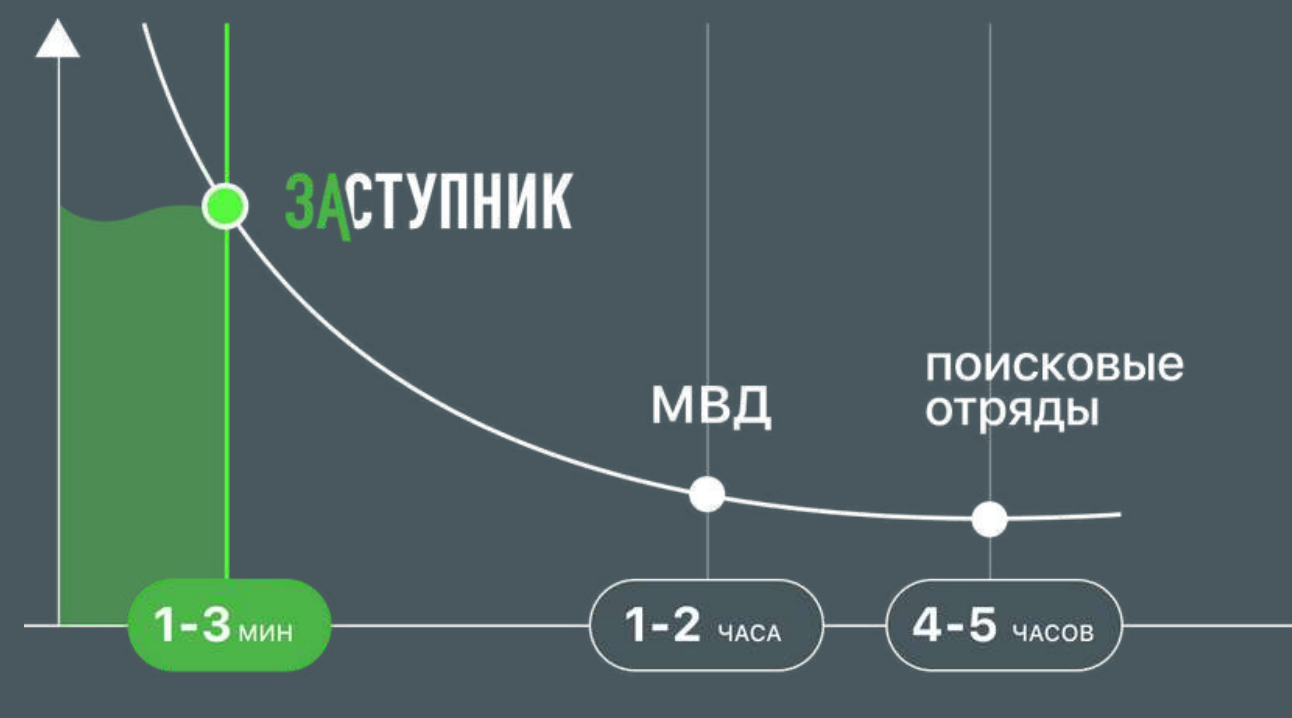 ЗАСТУПНИК
МВД
поисковые
отряды
1-3 мин
1-2 часа
4-5 часов